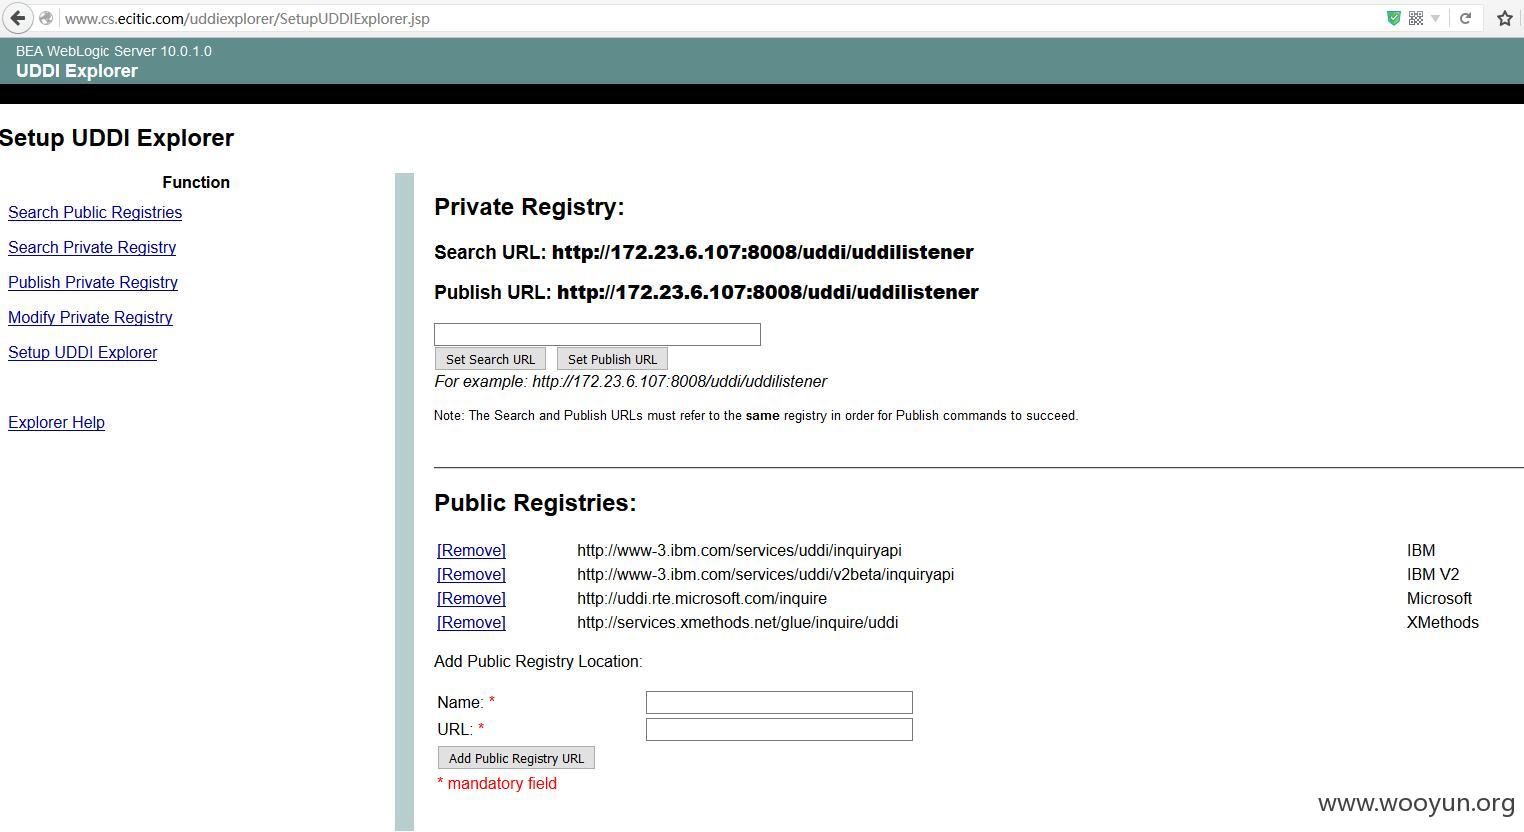 www.cs.ecitic.com/uddiexplorer/SetupUDDIExplorer.jsp
BEA WebLogic Server 10.0.1.0
UDDI Explorer
Setup UDDI Explorer
Function
Search Public Registries
Search Private Registry
Publish Private Registry
Modify Private Registry
Setup UDDI Explorer
Explorer Help
Private Registry:
Search URL: http://172.23.6.107:8008/uddi/uddilistener
Publish URL: http://172.23.6.107:8008/uddi/uddilistener
Set Search URL Set Publish URL
For example: http://172.23.6.107:8008/uddi/uddilistener
Note: The Search and Publish URLs must refer to the same registry in order for Publish commands to succeed.
Public Registries:
[Remove] http://www-3.ibm.com/services/uddi/inquiryapi IBM
[Remove] http://www-3.ibm.com/services/uddi/v2beta/inquiryapi IBM V2
[Remove] http://uddi.rte.microsoft.com/inquire Microsoft
[Remove] http://services.xmethods.net/glue/inquire/uddi XMethods
Add Public Registry Location:
Name: *
URL: *
Add Public Registry URL
* mandatory field
www.wooyun.org